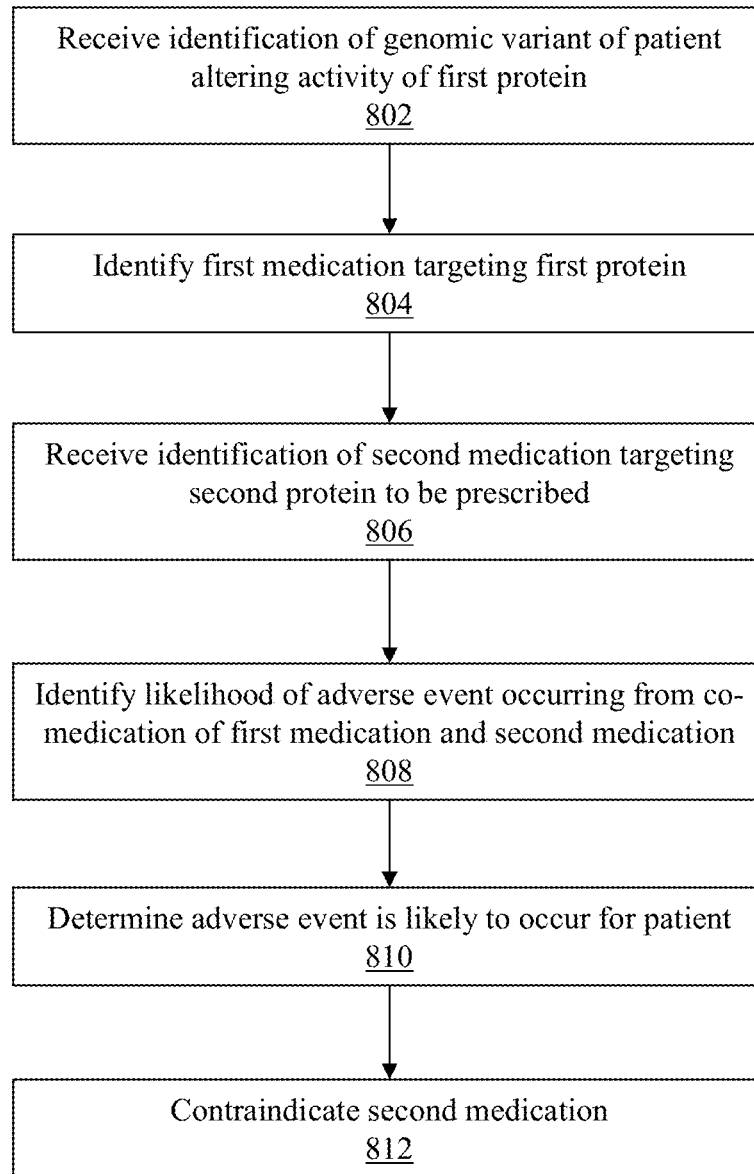 Receive identification of genomic variant of patient
altering activity of first protein
802
Identify first medication targeting first protein
804
Receive identification of second medication targeting
second protein to be prescribed
806
Identify likelihood of adverse event occurring from co-
medication of first medication and second medication
808
Determine adverse event is likely to occur for patient
810
Contraindicate second medication
812